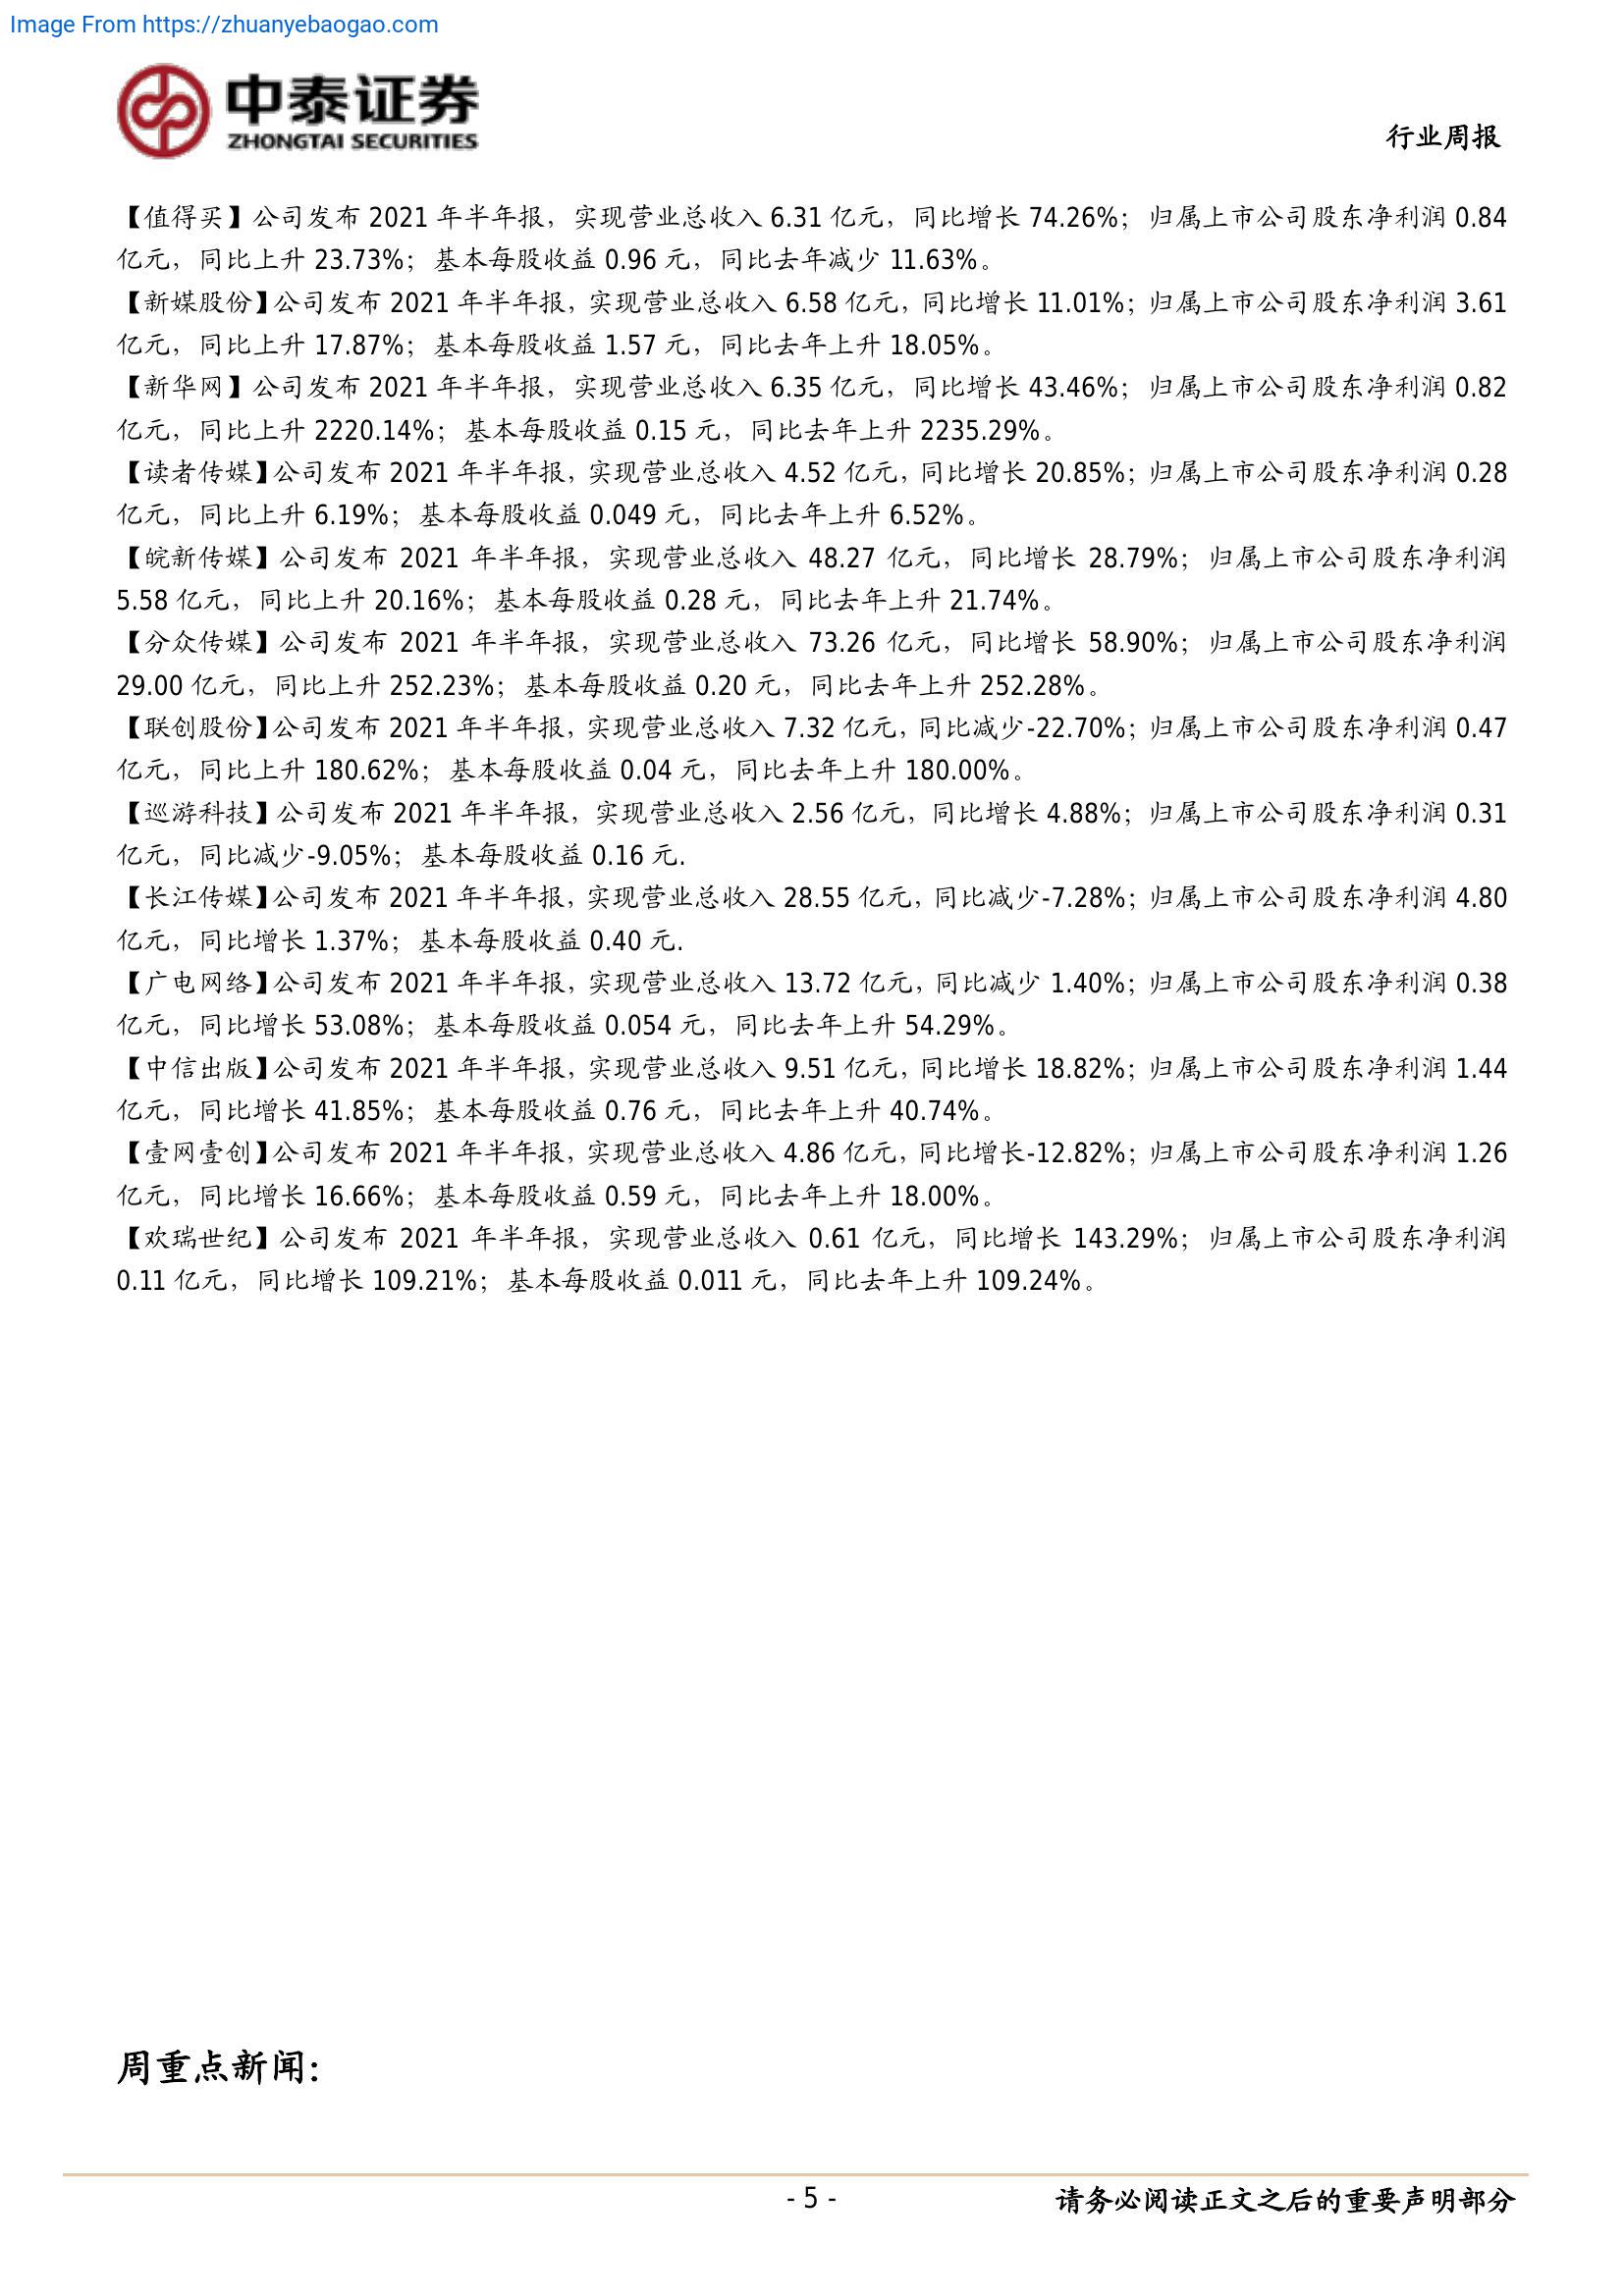 Image From https://zhuanyebaogao.com
中泰证券
ZHONGTAI SECURITIES
行业周报
【值得买】公司发布 2021 年半年报，实现营业总收入 6.31 亿元，同比增长 74.26%；归属上市公司股东净利润 0.84
亿元，同比上升 23.73%；基本每股收益 0.96 元，同比去年减少 11.63%。
【新媒股份】公司发布 2021 年半年报，实现营业总收入 6.58 亿元，同比增长 11.01%；归属上市公司股东净利润 3.61
亿元，同比上升 17.87%；基本每股收益 1.57 元，同比去年上升 18.05%。
【新华网】公司发布 2021 年半年报，实现营业总收入 6.35 亿元，同比增长 43.46%；归属上市公司股东净利润 0.82
亿元，同比上升 2220.14%；基本每股收益 0.15 元，同比去年上升 2235.29%。
【读者传媒】公司发布 2021 年半年报，实现营业总收入 4.52 亿元，同比增长 20.85%；归属上市公司股东净利润 0.28
亿元，同比上升 6.19%；基本每股收益 0.049 元，同比去年上升 6.52%。
【皖新传媒】公司发布 2021 年半年报，实现营业总收入 48.27 亿元，同比增长 28.79%；归属上市公司股东净利润
5.58 亿元，同比上升 20.16%；基本每股收益 0.28 元，同比去年上升 21.74%。
【分众传媒】公司发布 2021 年半年报，实现营业总收入 73.26 亿元，同比增长 58.90%；归属上市公司股东净利润
29.00 亿元，同比上升 252.23%；基本每股收益 0.20 元，同比去年上升 252.28%。
【联创股份】公司发布 2021 年半年报，实现营业总收入 7.32 亿元，同比减少-22.70%；归属上市公司股东净利润 0.47
亿元，同比上升 180.62%；基本每股收益 0.04 元，同比去年上升 180.00%。
【巡游科技】公司发布 2021 年半年报，实现营业总收入 2.56 亿元，同比增长 4.88%；归属上市公司股东净利润 0.31
亿元，同比减少-9.05%；基本每股收益 0.16 元.
【长江传媒】公司发布 2021 年半年报，实现营业总收入 28.55 亿元，同比减少-7.28%；归属上市公司股东净利润 4.80
亿元，同比增长 1.37%；基本每股收益 0.40 元.
【广电网络】公司发布 2021 年半年报，实现营业总收入 13.72 亿元，同比减少 1.40%；归属上市公司股东净利润 0.38
亿元，同比增长 53.08%；基本每股收益 0.054 元，同比去年上升 54.29%。
【中信出版】公司发布 2021 年半年报，实现营业总收入 9.51 亿元，同比增长 18.82%；归属上市公司股东净利润 1.44
亿元，同比增长 41.85%；基本每股收益 0.76 元，同比去年上升 40.74%。
【壹网壹创】公司发布 2021 年半年报，实现营业总收入 4.86 亿元，同比增长-12.82%；归属上市公司股东净利润 1.26
亿元，同比增长 16.66%；基本每股收益 0.59 元，同比去年上升 18.00%。
【欢瑞世纪】公司发布 2021 年半年报，实现营业总收入 0.61 亿元，同比增长 143.29%；归属上市公司股东净利润
0.11 亿元，同比增长 109.21%；基本每股收益 0.011 元，同比去年上升 109.24%。
周重点新闻：
- 5 -
请务必阅读正文之后的重要声明部分